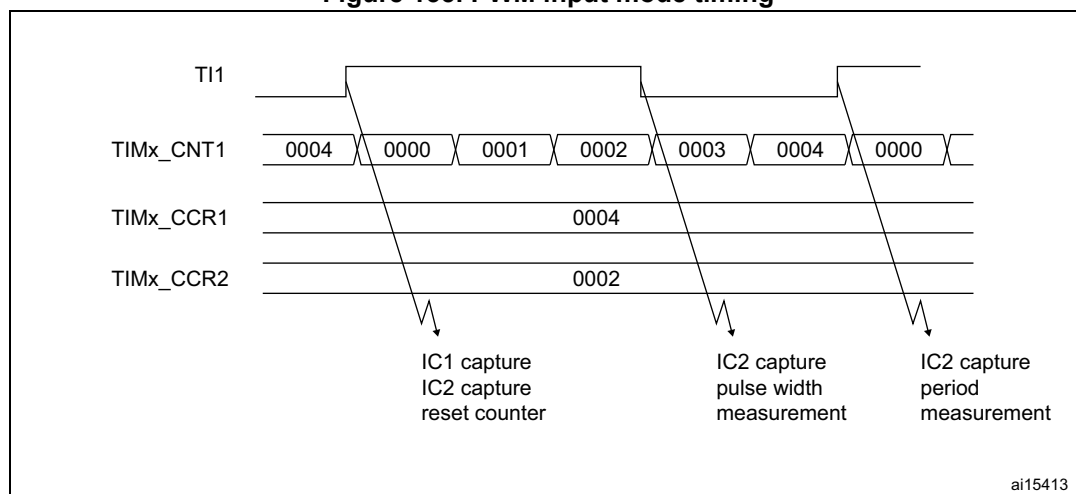 Figure PWM input mode timing
TI1
TIMx_CNT1 0004 0000 0001 0002 0003 0004 0000
TIMx_CCR1 0004
TIMx_CCR2 0002
IC1 capture
IC2 capture
reset counter
IC2 capture
pulse width
measurement
IC2 capture
period
measurement
ai15413